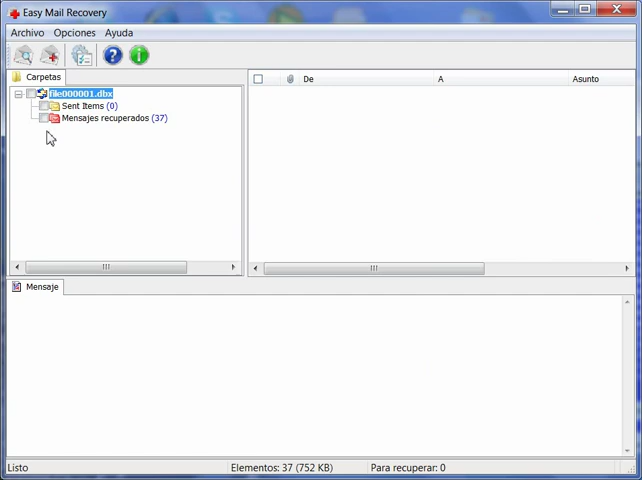 Easy Mail Recovery
Archivo Opciones Ayuda
Carpetas
De A Asunto
file000001.dbx
Sent Items (0)
Mensajes recuperados (37)
Mensaje
Listo Elementos: 37 (752 KB) Para recuperar: 0